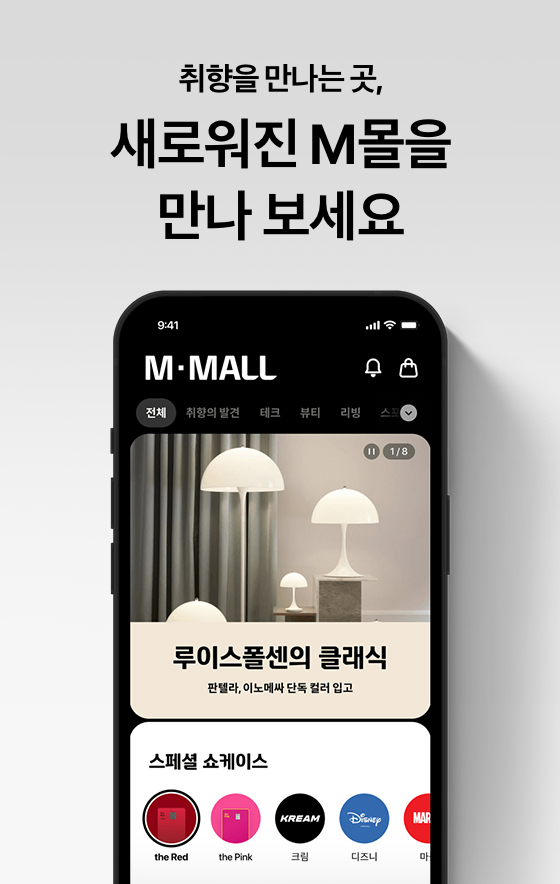 취향을 만나는 곳,
새로워진 M몰을
만나 보세요
9:41
M·MALL
전체 취향의 발견 테크 뷰티 리빙
1/8
루이스폴센의 클래식
판텔라, 이노메싸 단독 컬러 입고
스페셜 쇼케이스
KREAM Disney MAR
the Red the Pink 크림 디즈니 마